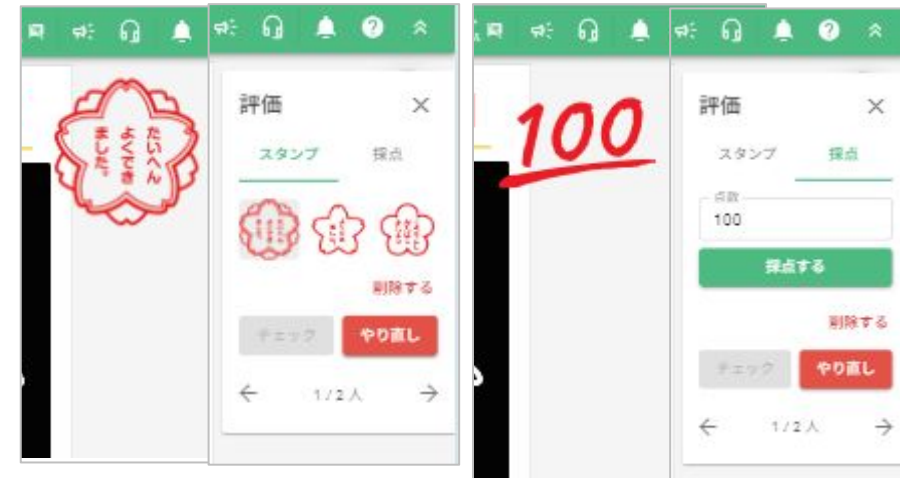 たいへん
よくでき
ました。
評価
スタンプ
採点
削除する
チェック
やり直し
1 / 2 人
100
評価
スタンプ
採点
点数
100
採点する
削除する
チェック
やり直し
1 / 2 人